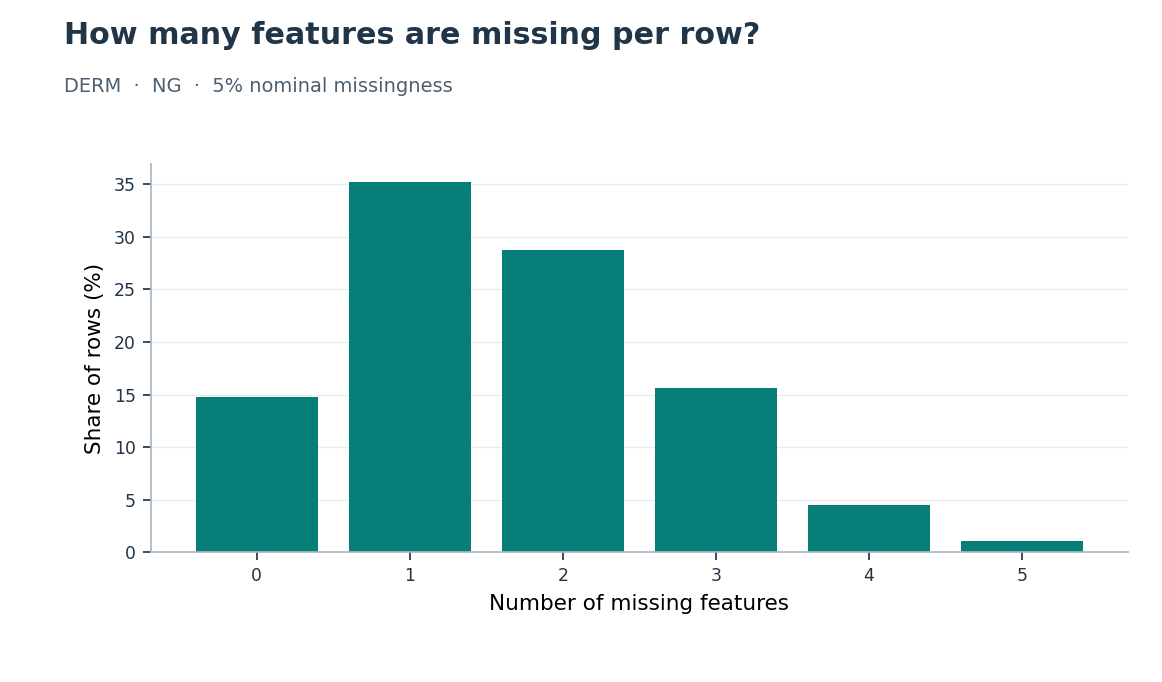 How many features are missing per row?
DERM · NG · 5% nominal missingness
Share of rows (%)
35
30
25
20
15
10
5
0
0 1 2 3 4 5
Number of missing features